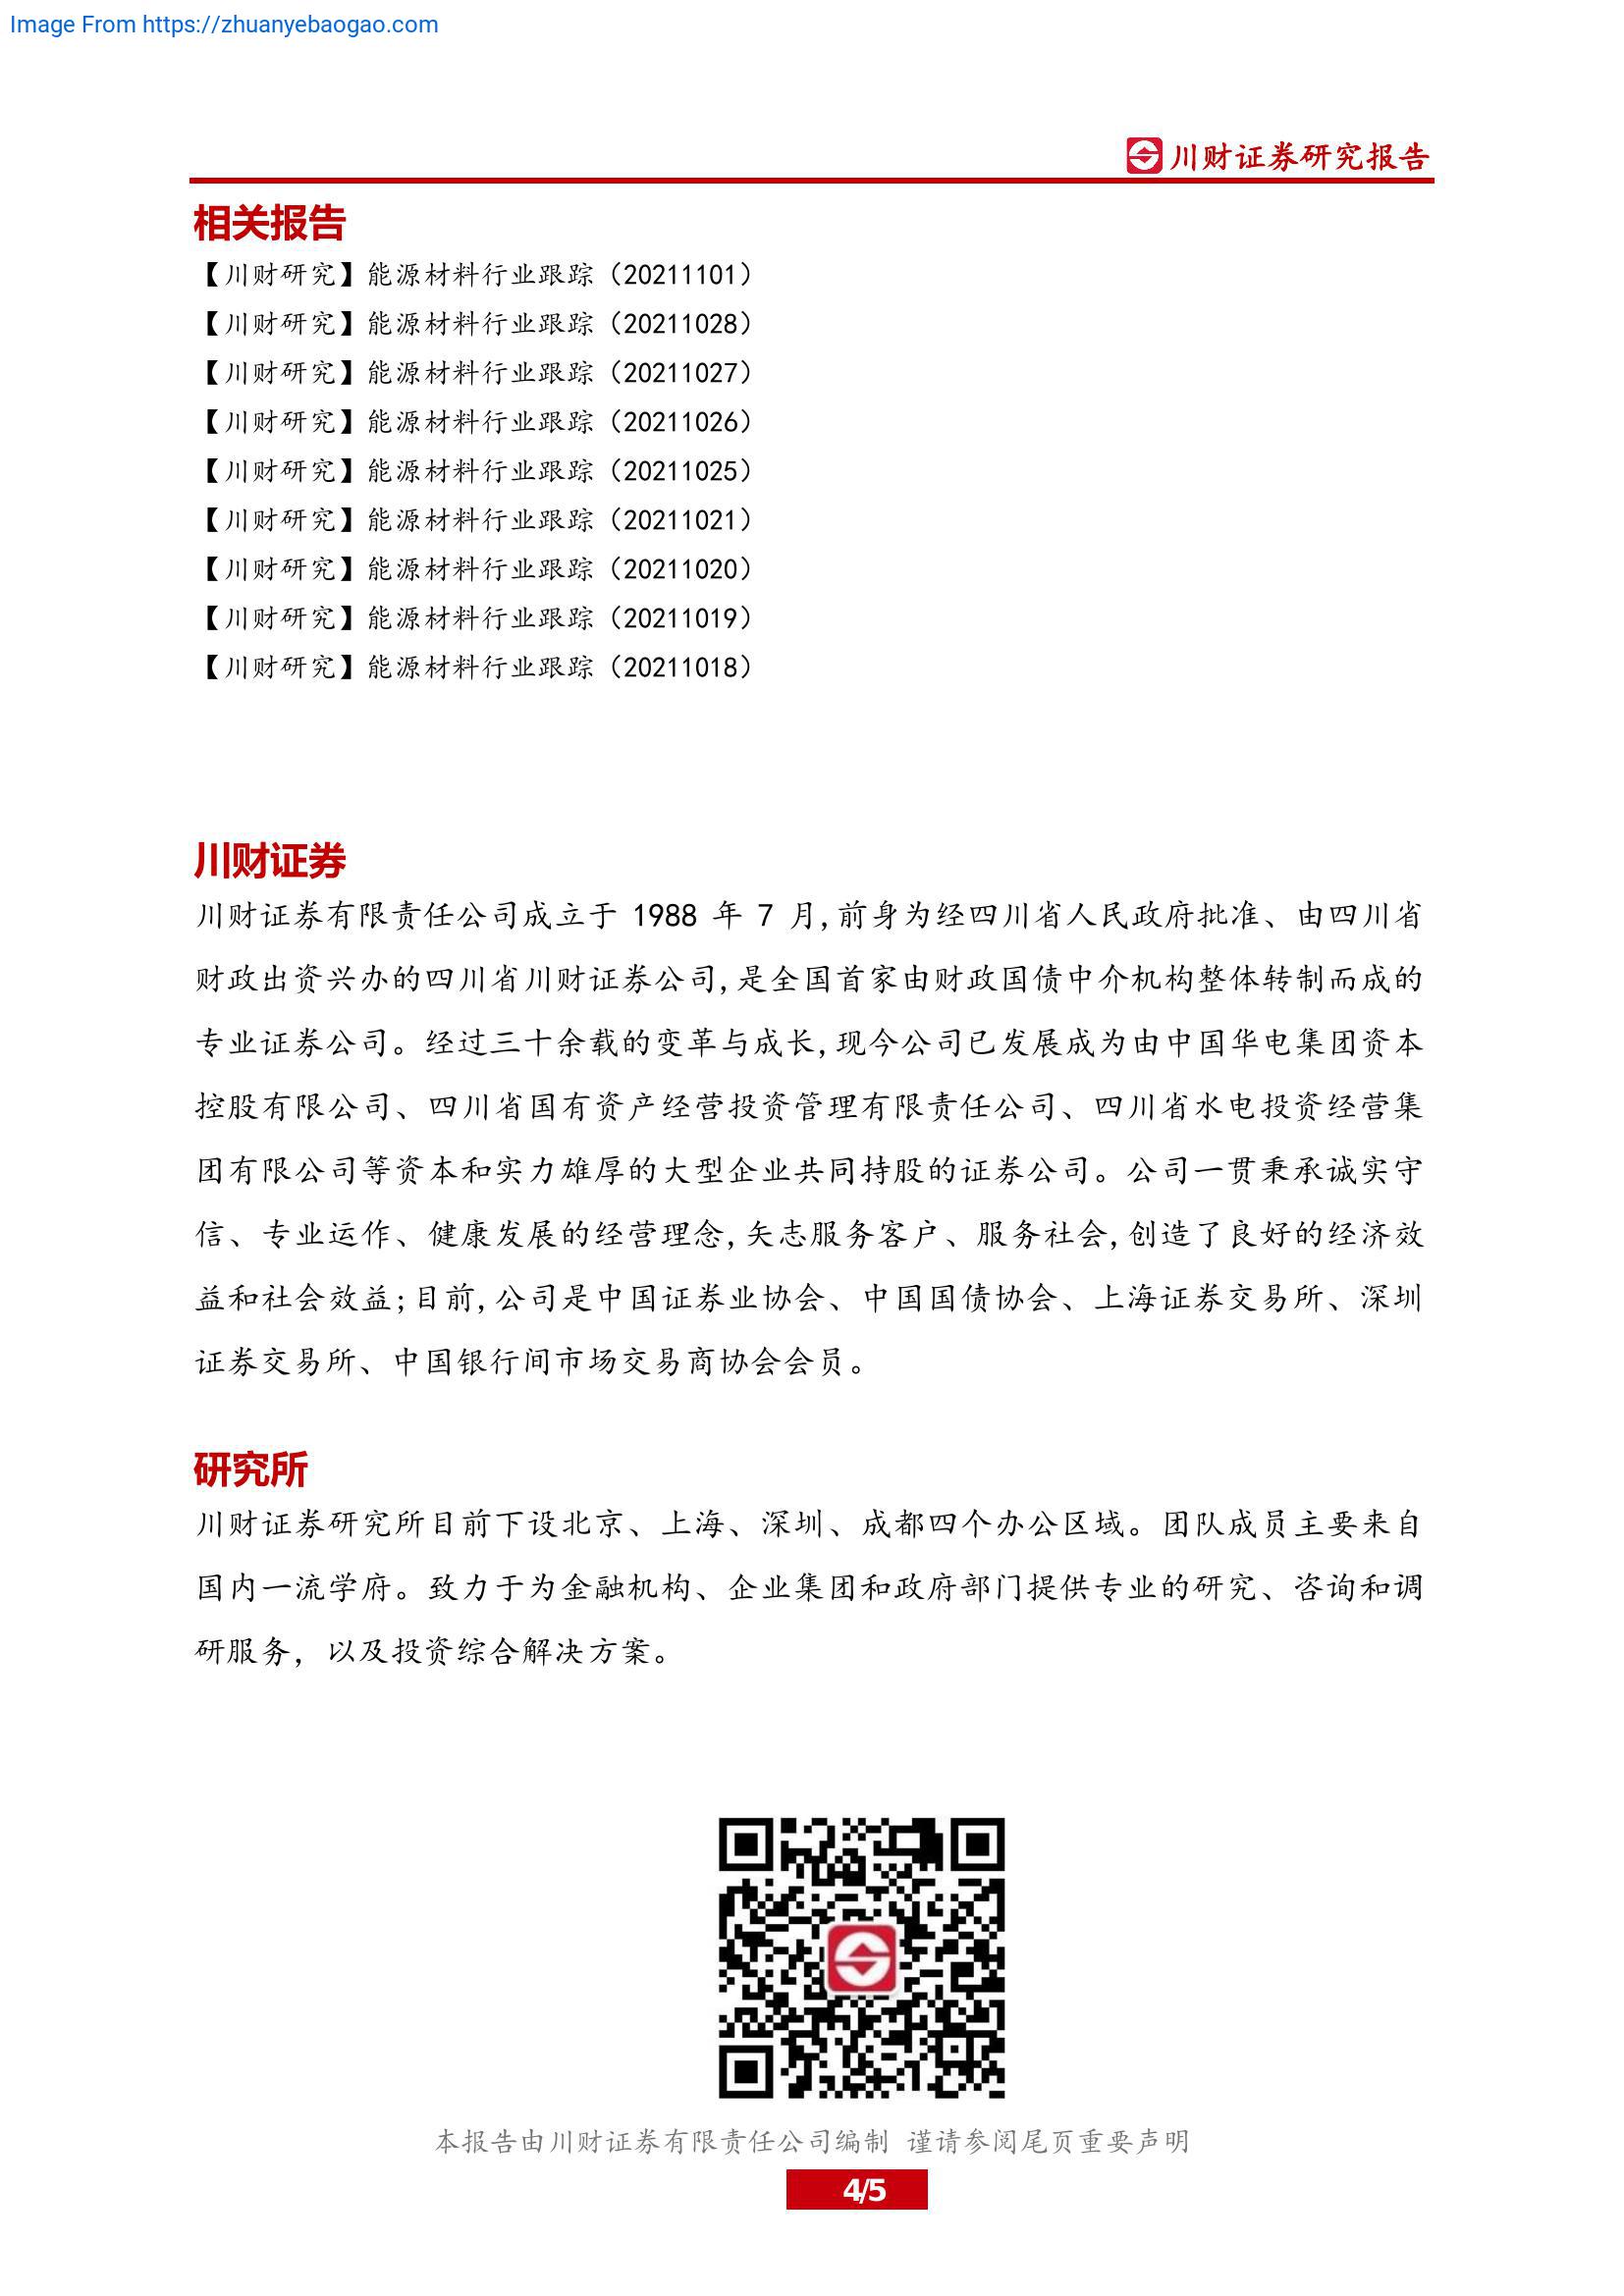 Image From https://zhuanyebaogao.com
川财证券研究报告
相关报告
【川财研究】能源材料行业跟踪（20211101）
【川财研究】能源材料行业跟踪（20211028）
【川财研究】能源材料行业跟踪（20211027）
【川财研究】能源材料行业跟踪（20211026）
【川财研究】能源材料行业跟踪（20211025）
【川财研究】能源材料行业跟踪（20211021）
【川财研究】能源材料行业跟踪（20211020）
【川财研究】能源材料行业跟踪（20211019）
【川财研究】能源材料行业跟踪（20211018）
川财证券
川财证券有限责任公司成立于 1988 年 7 月,前身为经四川省人民政府批准、由四川省
财政出资兴办的四川省川财证券公司,是全国首家由财政国债中介机构整体转制而成的
专业证券公司。经过三十余载的变革与成长,现今公司已发展成为由中国华电集团资本
控股有限公司、四川省国有资产经营投资管理有限责任公司、四川省水电投资经营集
团有限公司等资本和实力雄厚的大型企业共同持股的证券公司。公司一贯秉承诚实守
信、专业运作、健康发展的经营理念,矢志服务客户、服务社会,创造了良好的经济效
益和社会效益;目前,公司是中国证券业协会、中国国债协会、上海证券交易所、深圳
证券交易所、中国银行间市场交易商协会会员。
研究所
川财证券研究所目前下设北京、上海、深圳、成都四个办公区域。团队成员主要来自
国内一流学府。致力于为金融机构、企业集团和政府部门提供专业的研究、咨询和调
研服务，以及投资综合解决方案。
本报告由川财证券有限责任公司编制 谨请参阅尾页重要声明
4/5